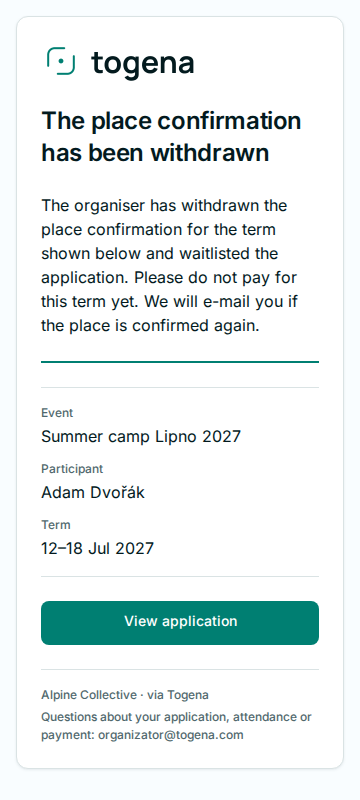 togena
The place confirmation
has been withdrawn
The organiser has withdrawn the
place confirmation for the term
shown below and waitlisted the
application. Please do not pay for
this term yet. We will e-mail you if
the place is confirmed again.
Event
Summer camp Lipno 2027
Participant
Adam Dvořák
Term
12–18 Jul 2027
View application
Alpine Collective · via Togena
Questions about your application, attendance or
payment: organizator@togena.com